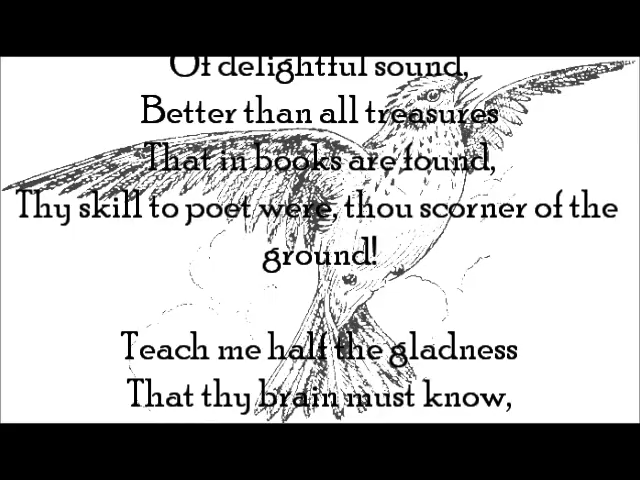 Of delightful sound,
Better than all treasures
That in books are found,
Thy skill to poet were, thou scorner of the
ground!
Teach me half the gladness
That thy brain must know,